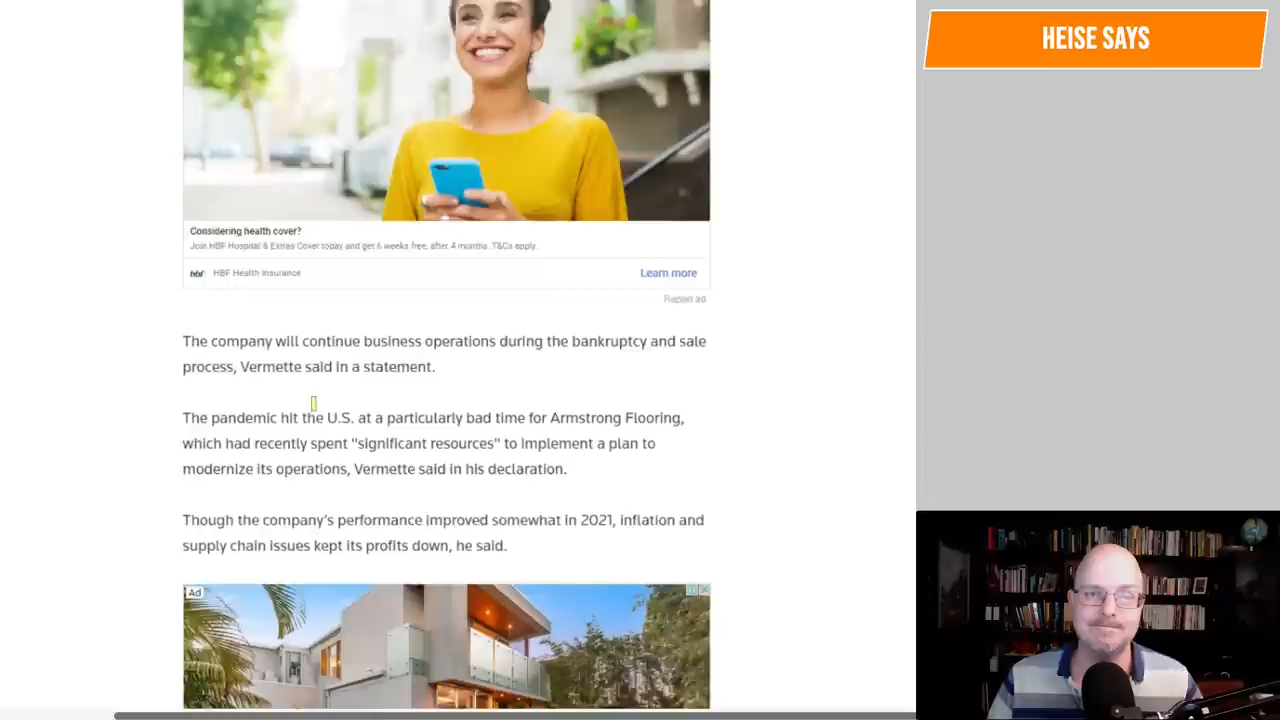 HEISE SAYS
Considering health cover?
Join HBF Hospital & Extras Cover today and get 6 weeks free, after 4 months. T&Cs apply.
hbf HBF Health Insurance
Learn more
Report ad
The company will continue business operations during the bankruptcy and sale
process, Vermette said in a statement.
The pandemic hit the U.S. at a particularly bad time for Armstrong Flooring,
which had recently spent "significant resources" to implement a plan to
modernize its operations, Vermette said in his declaration.
Though the company's performance improved somewhat in 2021, inflation and
supply chain issues kept its profits down, he said.
Ad